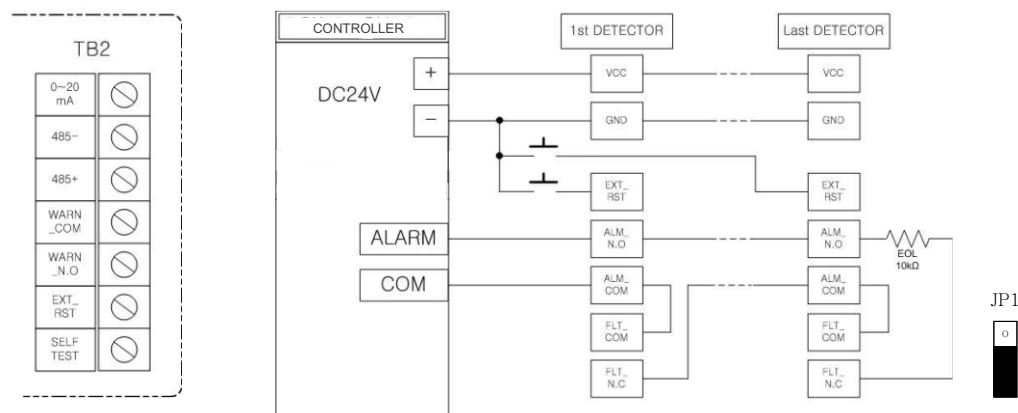 TB2
0~20
mA
485-
485+
WARN
_COM
WARN
_N.O
EXT_
RST
SELF
TEST
CONTROLLER
DC24V
+
-
ALARM
COM
1st DETECTOR
VCC
GND
EXT_
RST
ALM_
N.O
ALM_
COM
FLT_
COM
FLT_
N.C
Last DETECTOR
VCC
GND
EXT_
RST
ALM_
N.O
ALM_
COM
FLT_
COM
FLT_
N.C
EOL
10kΩ
JP1
o